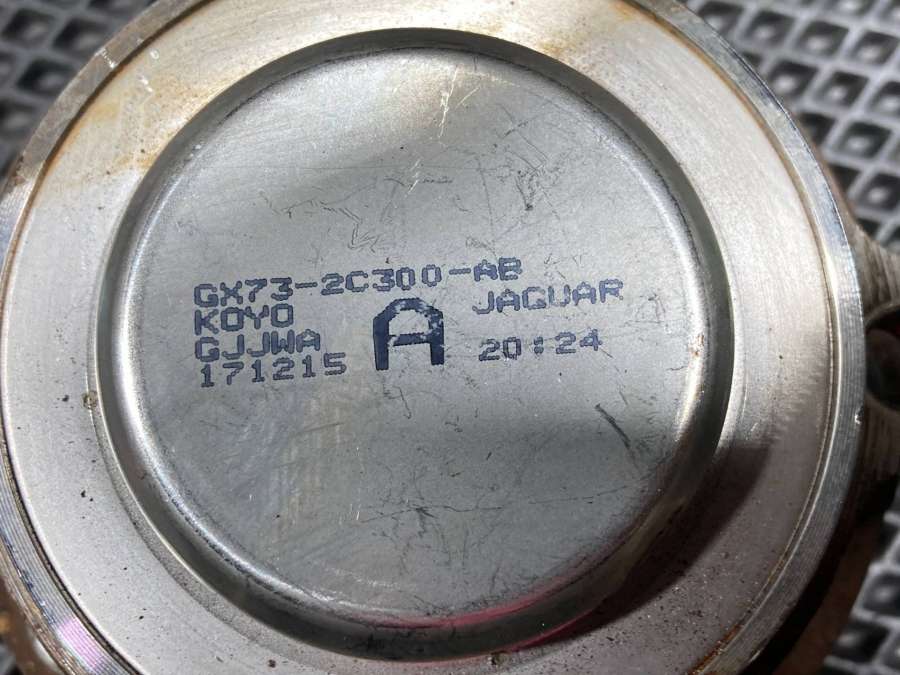 GX73-2C300-AB
KOYO JAGUAR
GJJWA A
171215 20:24